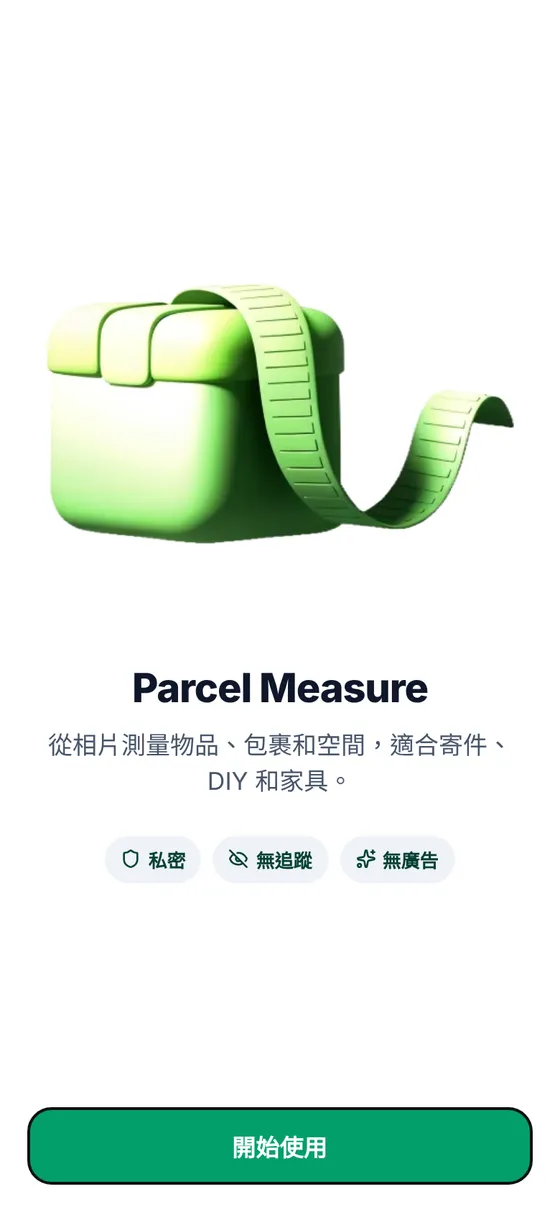 Parcel Measure
從相片測量物品、包裹和空間，適合寄件、
DIY 和家具。
私密
無追蹤
無廣告
開始使用